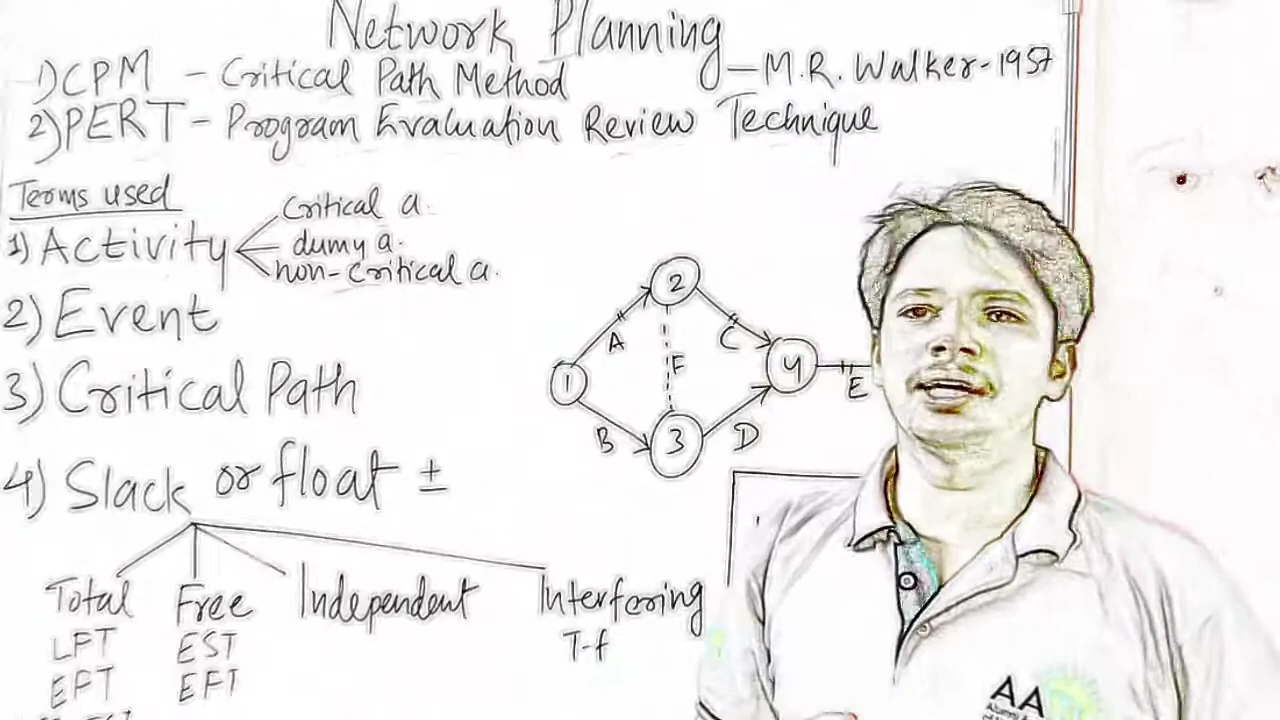 Network Planning
1) CPM - Critical Path Method - M.R. Walker - 1957
2) PERT - Program Evaluation Review Technique
Terms used
1) Activity
Critical a.
dumy a.
non-critical a.
2) Event
3) Critical Path
4) Slack or float ±
Total Free Independent Interfering
LFT EST T-f
EFT EFT
2
A C
1 F 4 E
B 3 D
AA